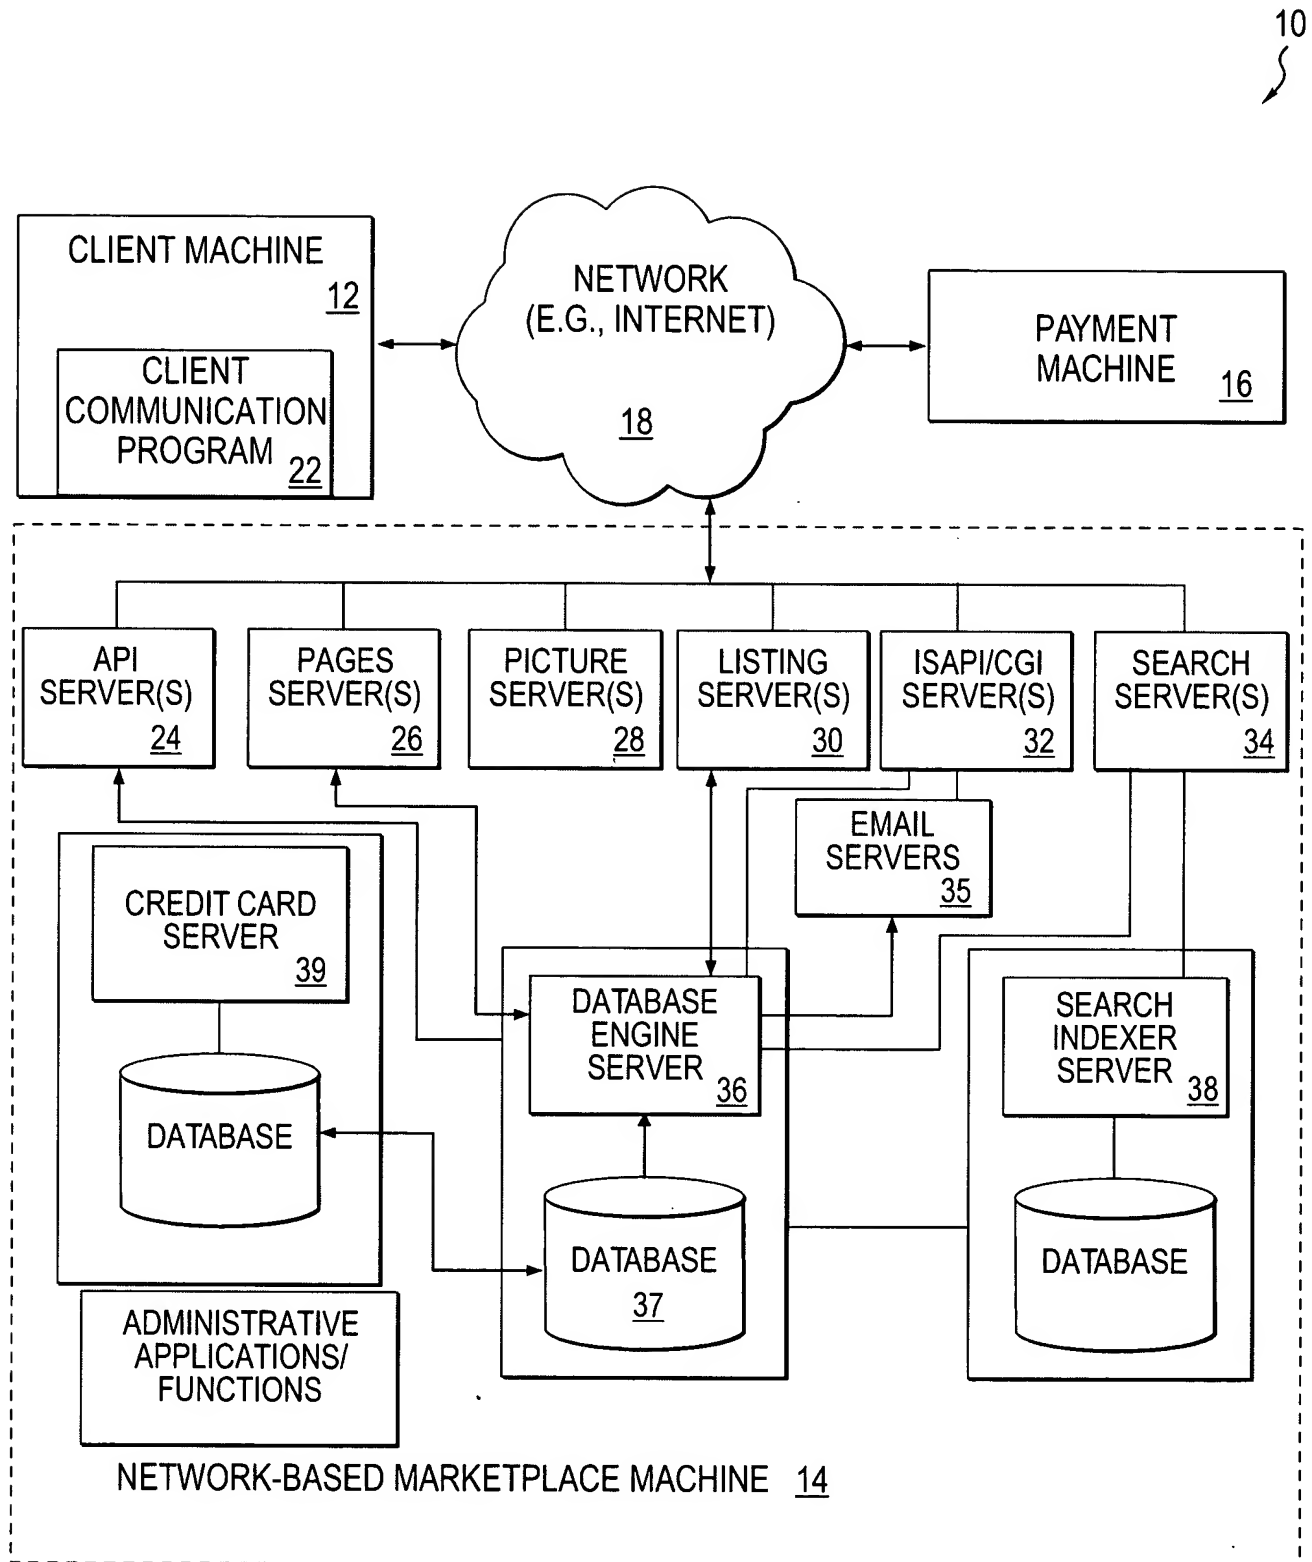 10
CLIENT MACHINE
12
CLIENT
COMMUNICATION
PROGRAM
22
NETWORK
(E.G., INTERNET)
18
PAYMENT
MACHINE
16
API
SERVER(S)
24
PAGES
SERVER(S)
26
PICTURE
SERVER(S)
28
LISTING
SERVER(S)
30
ISAPI/CGI
SERVER(S)
32
SEARCH
SERVER(S)
34
EMAIL
SERVERS
35
CREDIT CARD
SERVER
39
DATABASE
DATABASE
ENGINE
SERVER
36
DATABASE
37
SEARCH
INDEXER
SERVER
38
DATABASE
ADMINISTRATIVE
APPLICATIONS/
FUNCTIONS
NETWORK-BASED MARKETPLACE MACHINE 14